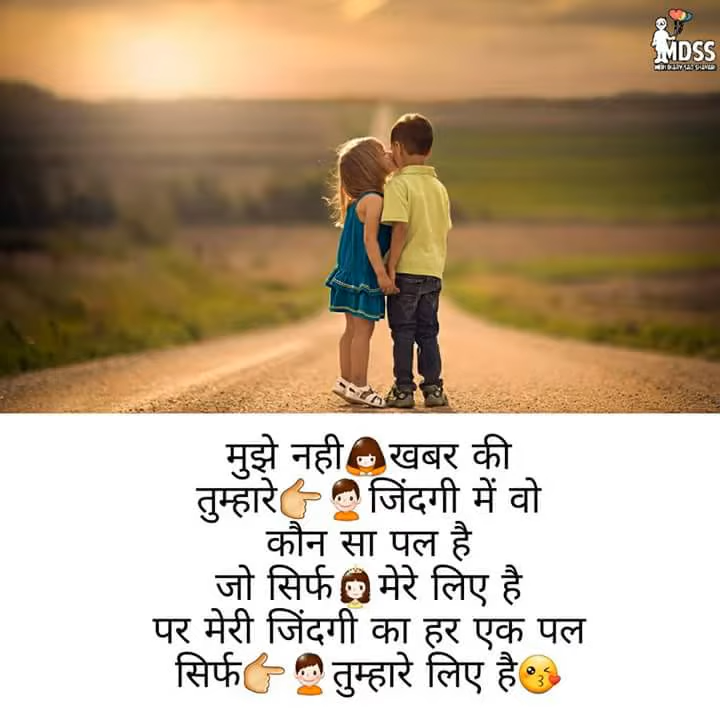 MDSS
मुझे नही🙇खबर की
तुम्हारे👉👦जिंदगी में वो
कौन सा पल है
जो सिर्फ👸मेरे लिए है
पर मेरी जिंदगी का हर एक पल
सिर्फ👉👦तुम्हारे लिए है😘